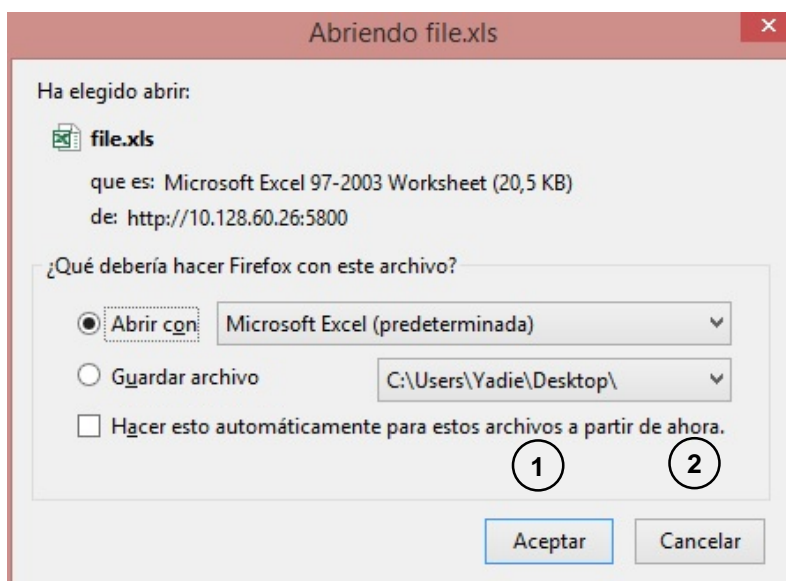 Abriendo file.xls
×
Ha elegido abrir:
file.xls
que es: Microsoft Excel 97-2003 Worksheet (20,5 KB)
de: http://10.128.60.26:5800
¿Qué debería hacer Firefox con este archivo?
Abrir con Microsoft Excel (predeterminada)
Guardar archivo C:\Users\Yadie\Desktop\
Hacer esto automáticamente para estos archivos a partir de ahora.
1 2
Aceptar Cancelar